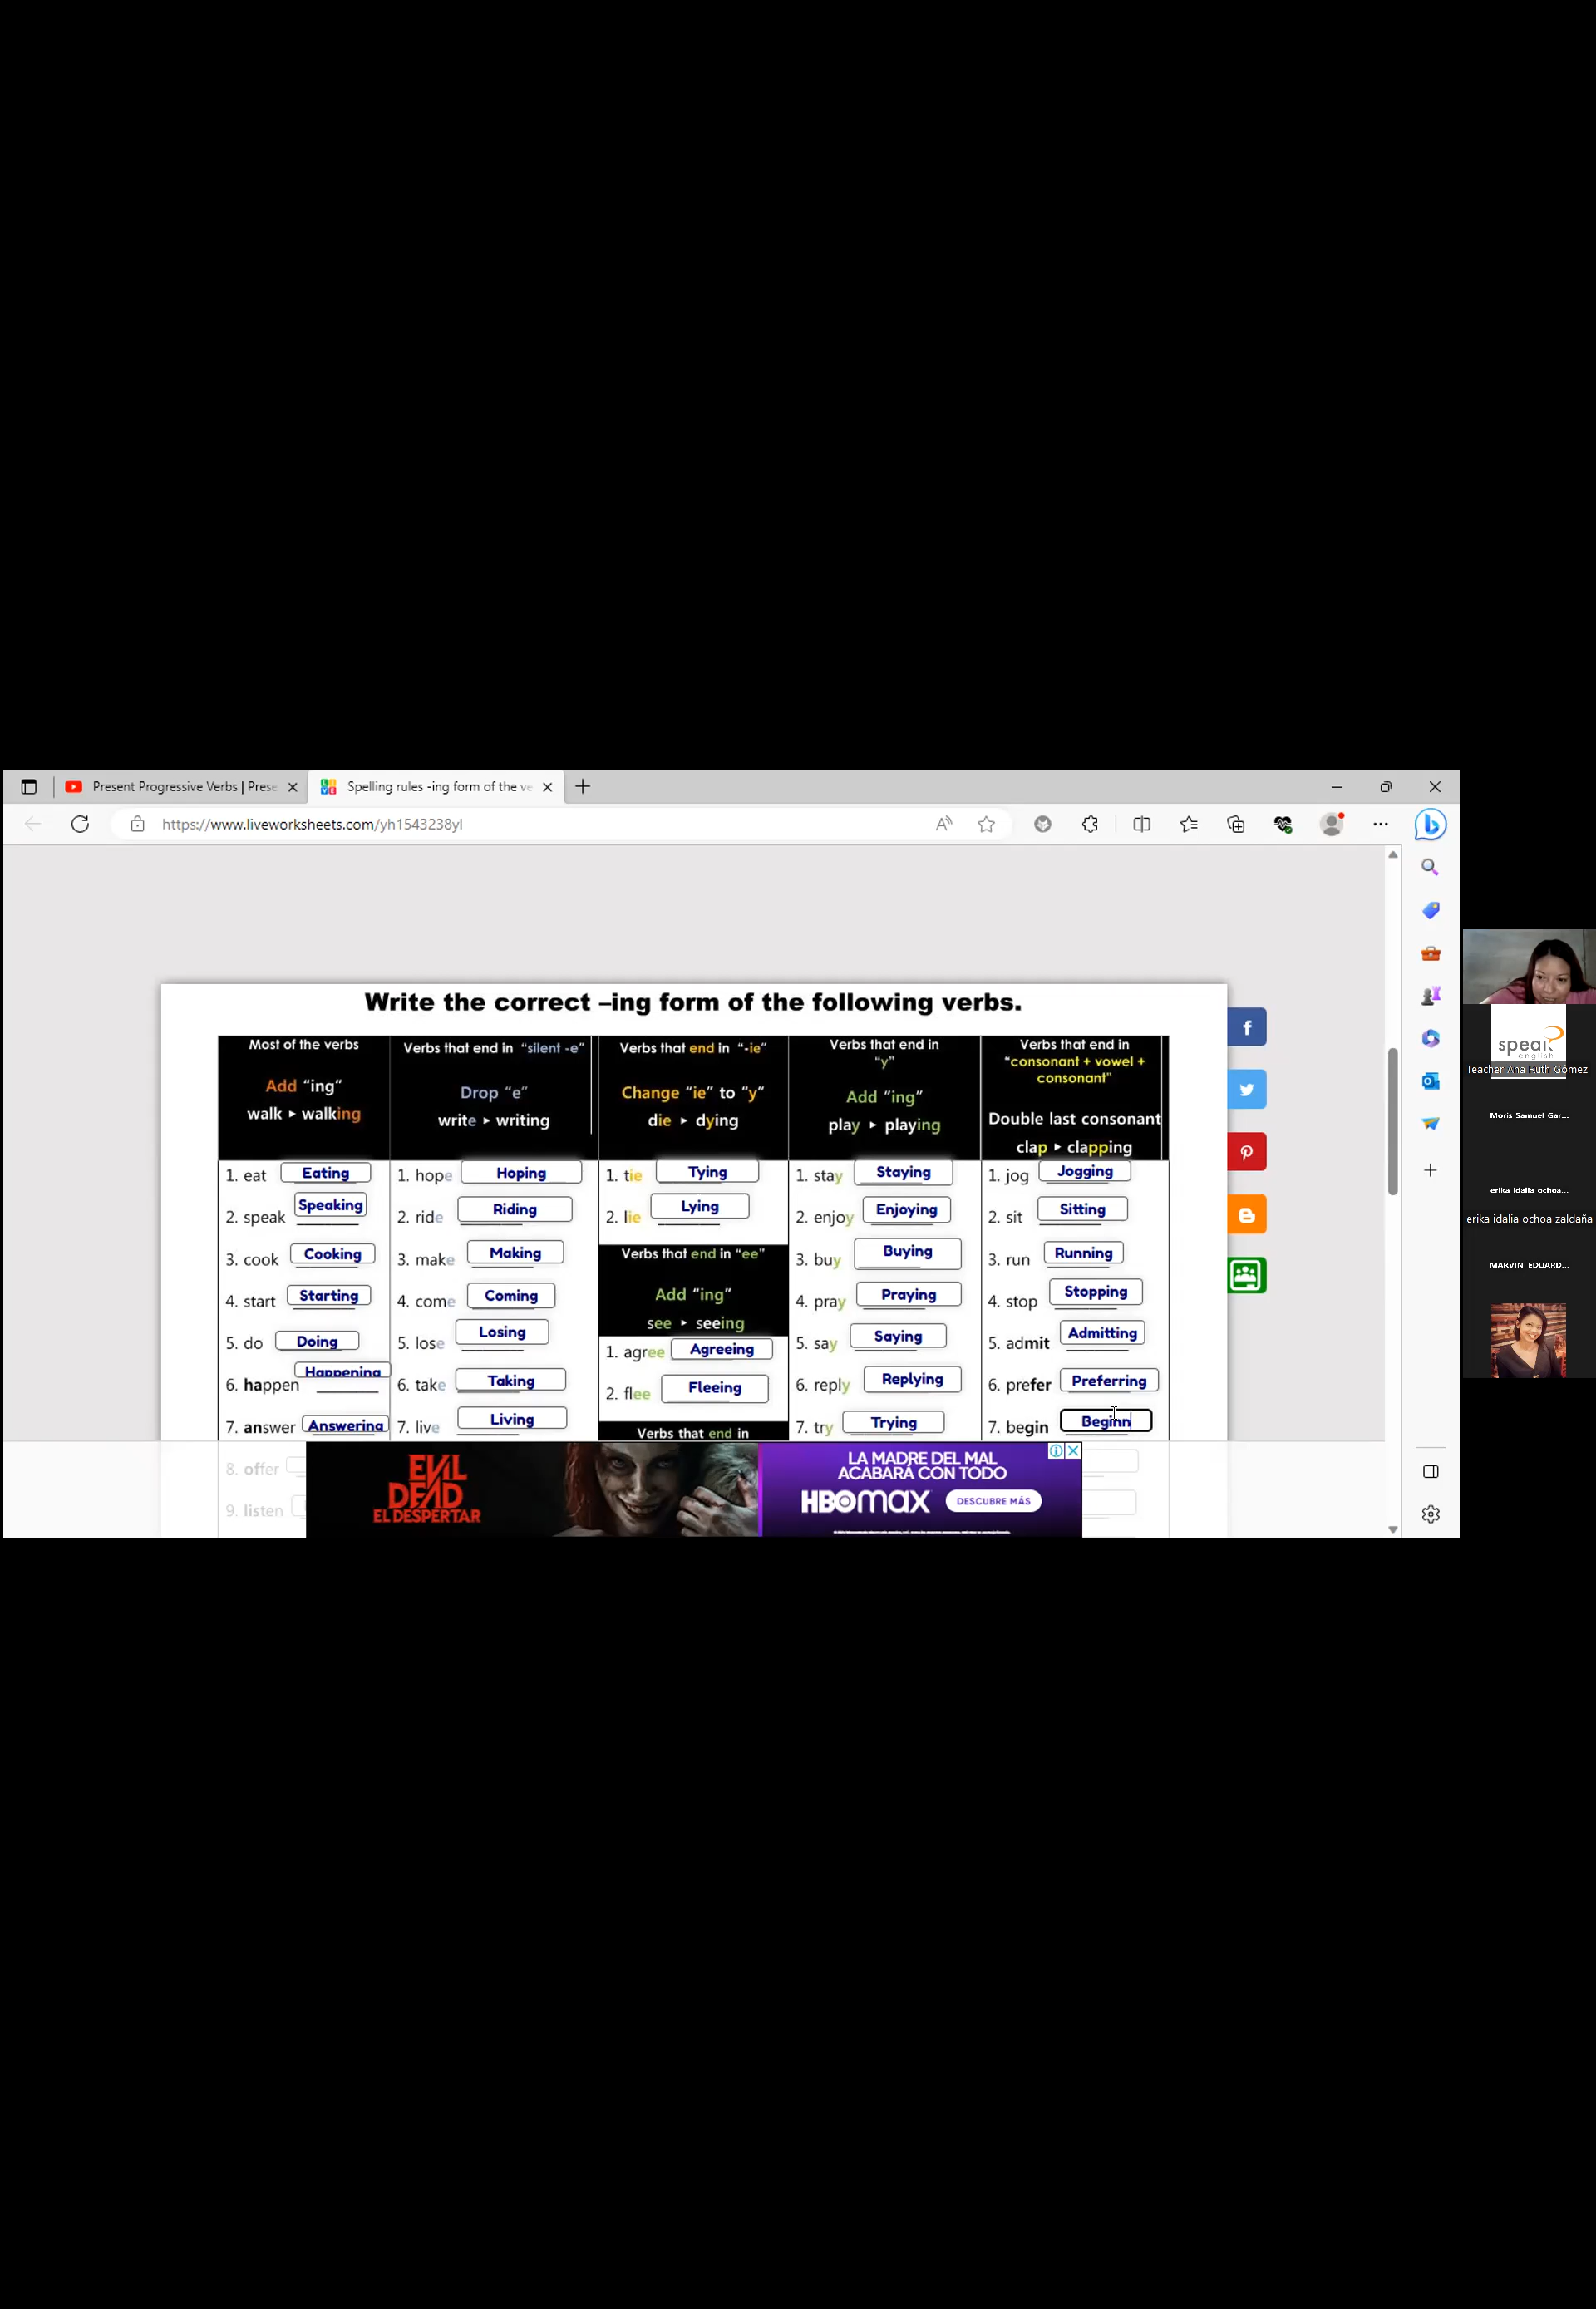 Present Progressive Verbs | Prese
Spelling rules -ing form of the ve
https://www.liveworksheets.com/yh1543238yl
Write the correct –ing form of the following verbs.
Most of the verbs
Add "ing"
walk ▸ walking
1. eat Eating
2. speak Speaking
3. cook Cooking
4. start Starting
5. do Doing
6. happen Happening
7. answer Answering
8. offer
9. listen
Verbs that end in "silent -e"
Drop "e"
write ▸ writing
1. hope Hoping
2. ride Riding
3. make Making
4. come Coming
5. lose Losing
6. take Taking
7. live Living
Verbs that end in "-ie"
Change "ie" to "y"
die ▸ dying
1. tie Tying
2. lie Lying
Verbs that end in "ee"
Add "ing"
see ▸ seeing
1. agree Agreeing
2. flee Fleeing
Verbs that end in
Verbs that end in
"y"
Add "ing"
play ▸ playing
1. stay Staying
2. enjoy Enjoying
3. buy Buying
4. pray Praying
5. say Saying
6. reply Replying
7. try Trying
Verbs that end in
"consonant + vowel +
consonant"
Double last consonant
clap ▸ clapping
1. jog Jogging
2. sit Sitting
3. run Running
4. stop Stopping
5. admit Admitting
6. prefer Preferring
7. begin Beginn
EVIL
DEAD
EL DESPERTAR
LA MADRE DEL MAL
ACABARÁ CON TODO
HBOMAX
DESCUBRE MÁS
speak
english
Teacher Ana Ruth Gómez
Moris Samuel Gar...
erika idalia ochoa...
erika idalia ochoa zaldaña
MARVIN EDUARD...